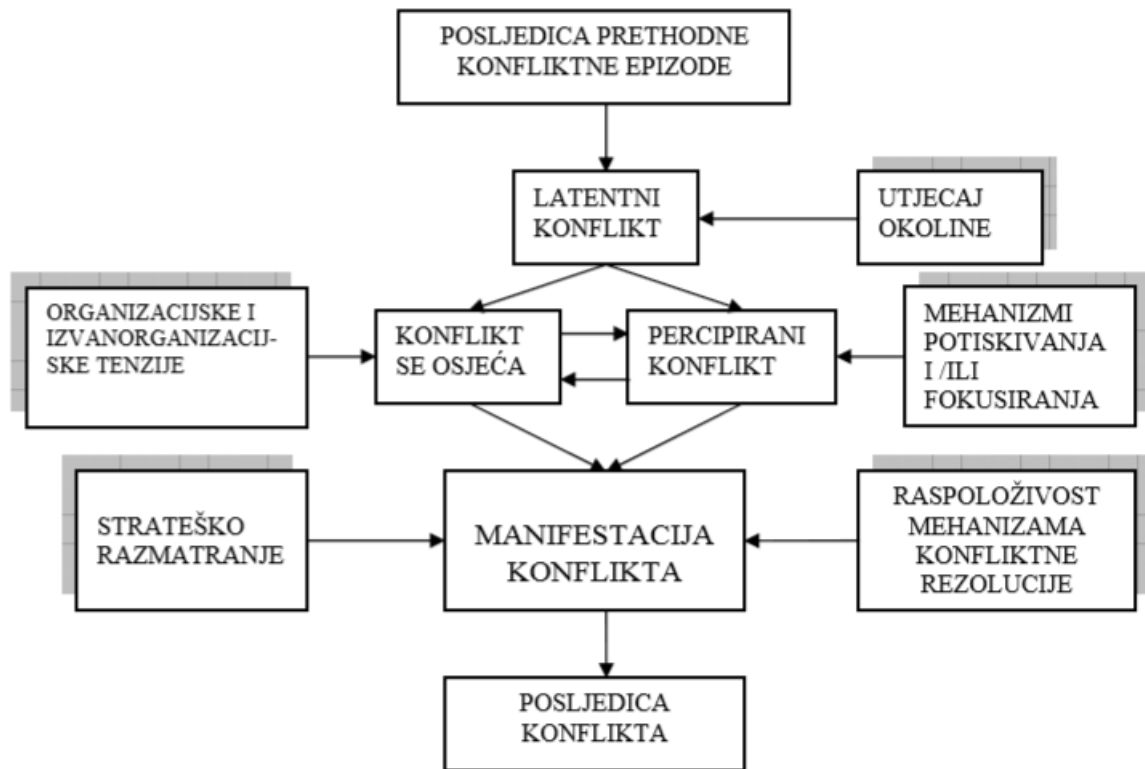 POSLJEDICA PRETHODNE
KONFLIKTNE EPIZODE
LATENTNI
KONFLIKT
UTJECAJ
OKOLINE
ORGANIZACIJSKE I
IZVANORGANIZACIJ-
SKE TENZIJE
KONFLIKT
SE OSJEĆA
PERCIPIRANI
KONFLIKT
MEHANIZMI
POTISKIVANJA
I /ILI
FOKUSIRANJA
STRATEŠKO
RAZMATRANJE
MANIFESTACIJA
KONFLIKTA
RASPOLOŽIVOST
MEHANIZAMA
KONFLIKTNE
REZOLUCIJE
POSLJEDICA
KONFLIKTA